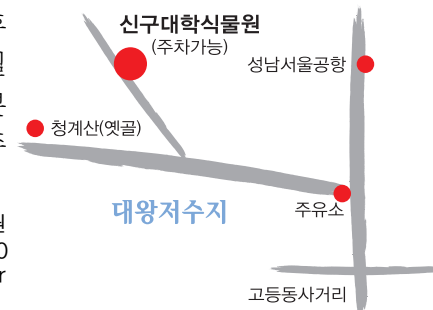 신구대학식물원
(주차가능)
성남서울공항
청계산(옛골)
대왕저수지
주유소
고등동사거리
0
r